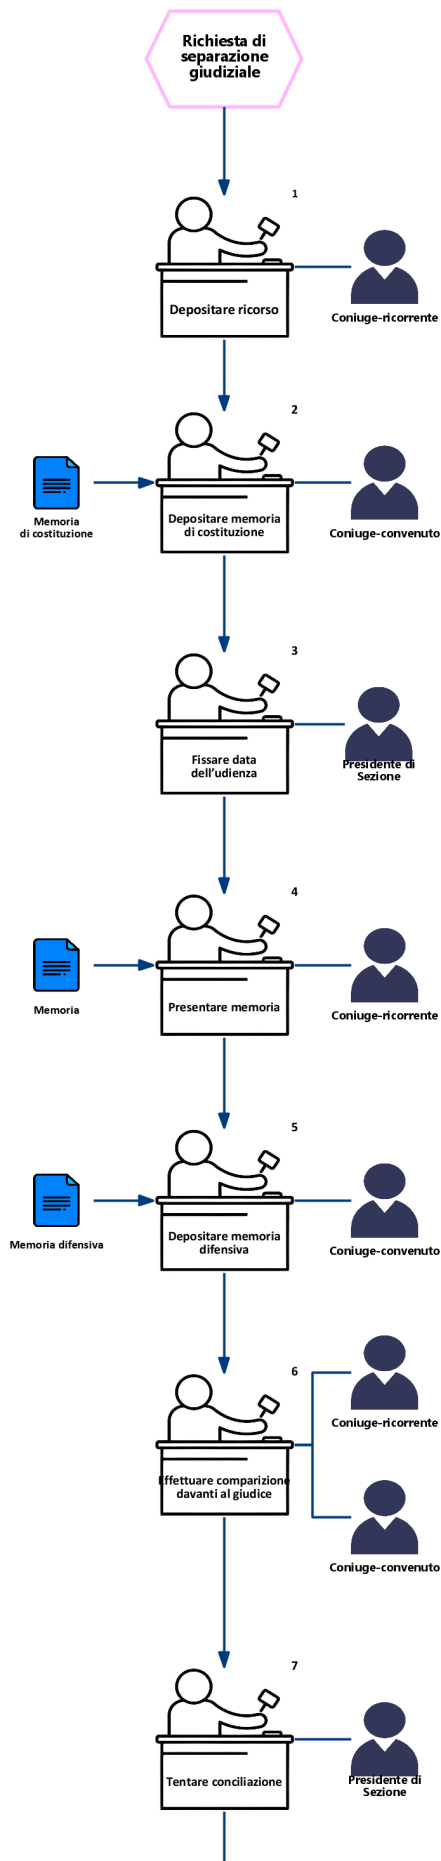 Richiesta di
separazione
giudiziale
1
Depositare ricorso
Coniuge-ricorrente
2
Memoria
di costituzione
Depositare memoria
di costituzione
Coniuge-convenuto
3
Fissare data
dell'udienza
Presidente di
Sezione
4
Memoria
Presentare memoria
Coniuge-ricorrente
5
Memoria difensiva
Depositare memoria
difensiva
Coniuge-convenuto
6
Coniuge-ricorrente
Effettuare comparizione
davanti al giudice
Coniuge-convenuto
7
Tentare conciliazione
Presidente di
Sezione